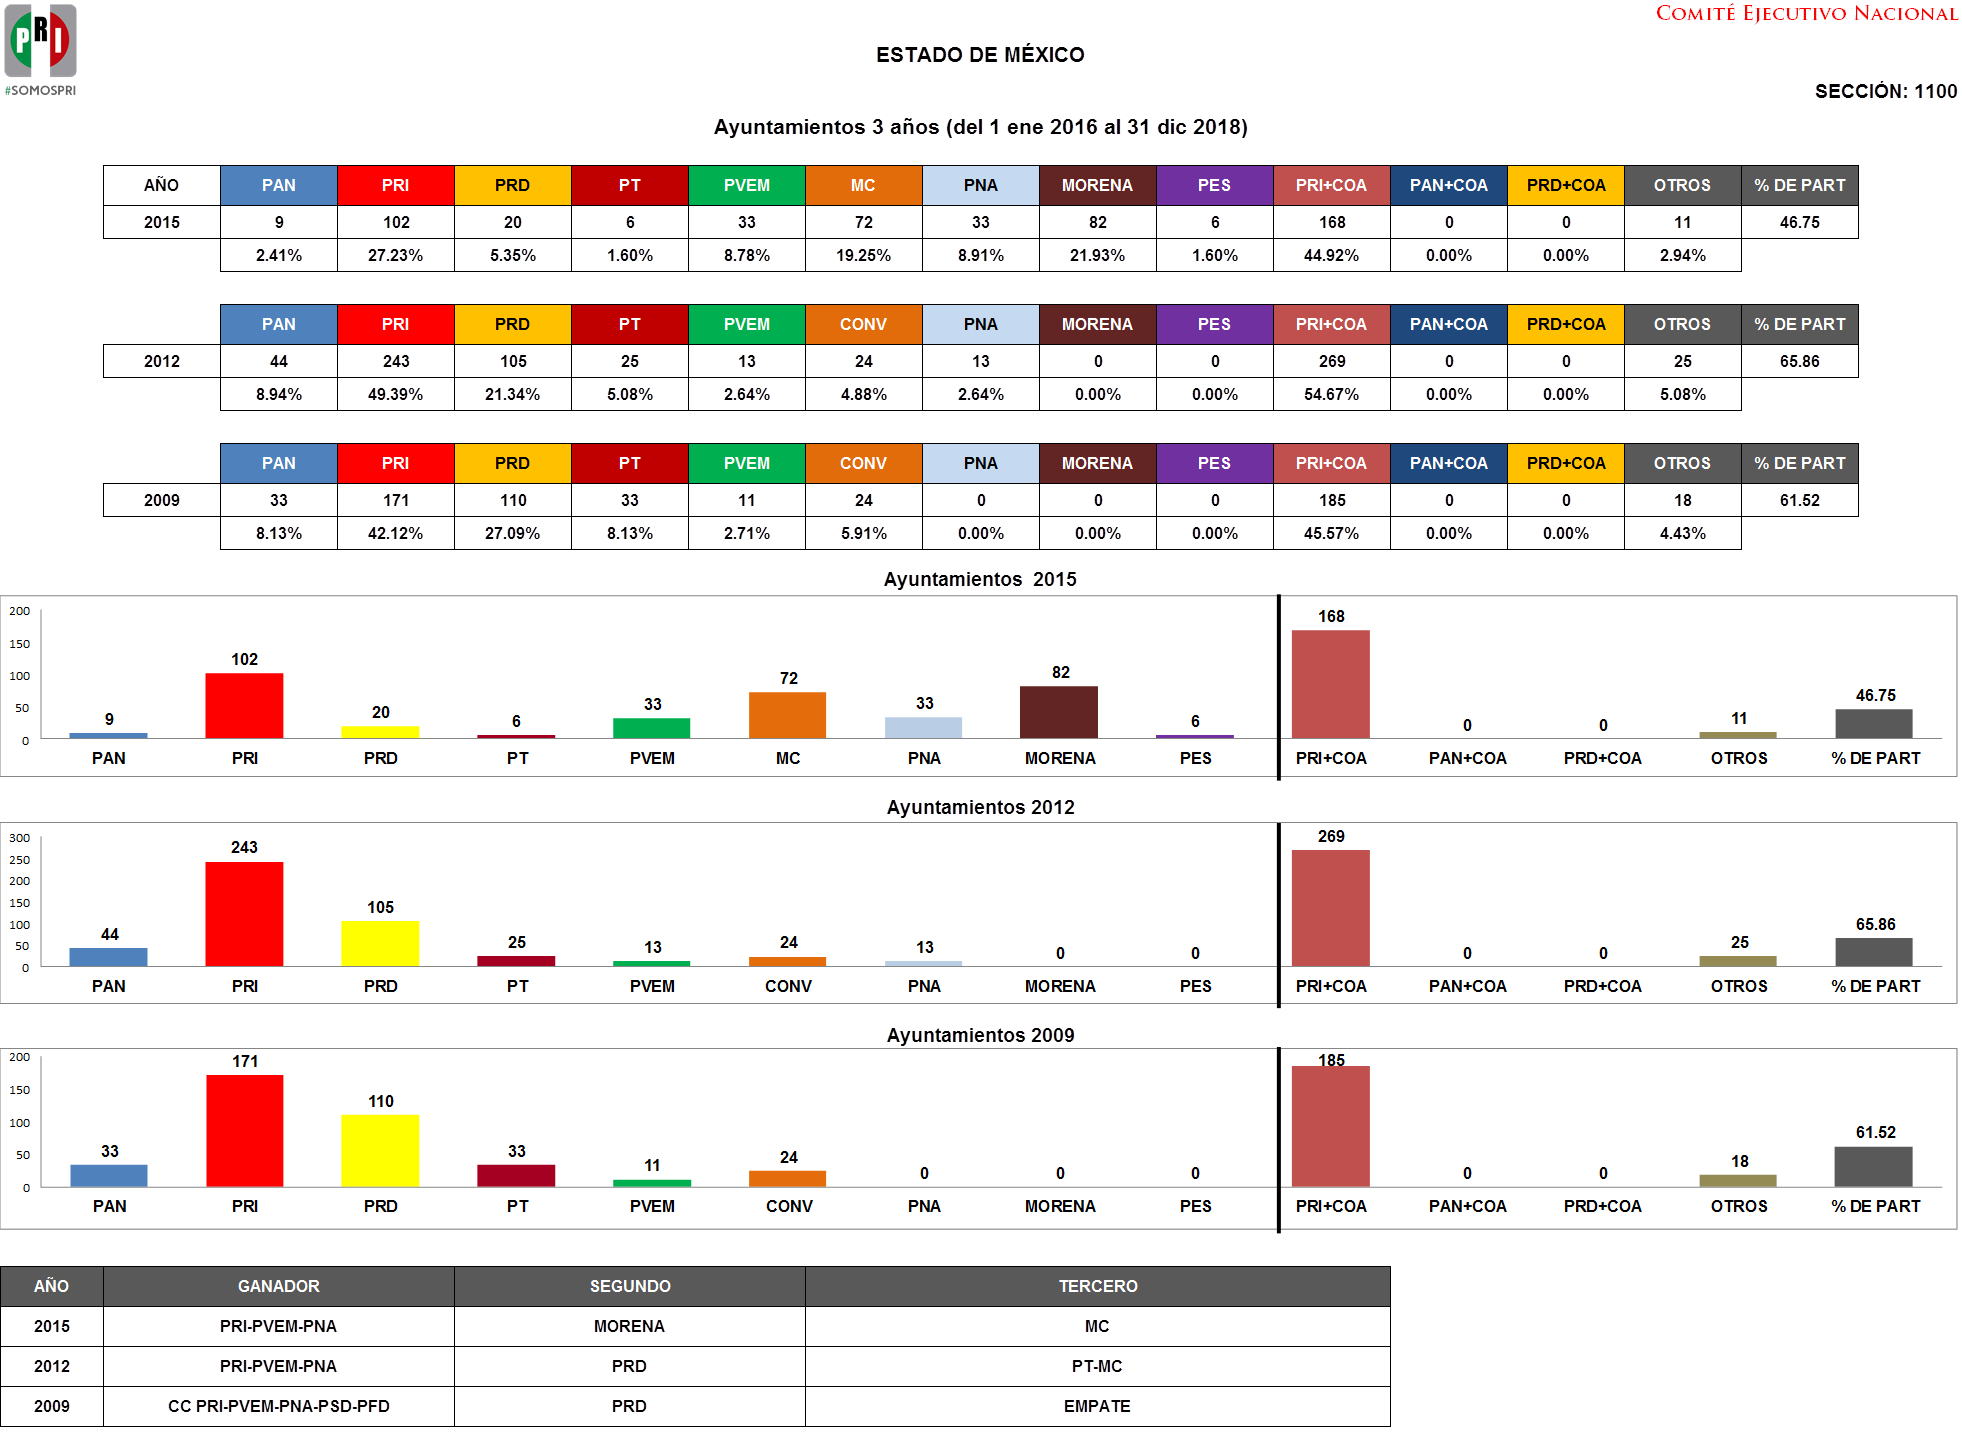 PRI
#SOMOSPRI
COMITÉ EJECUTIVO NACIONAL
ESTADO DE MÉXICO
SECCIÓN: 1100
Ayuntamientos 3 años (del 1 ene 2016 al 31 dic 2018)
AÑO PAN PRI PRD PT PVEM MC PNA MORENA PES PRI+COA PAN+COA PRD+COA OTROS % DE PART
2015 9 102 20 6 33 72 33 82 6 168 0 0 11 46.75
2.41% 27.23% 5.35% 1.60% 8.78% 19.25% 8.91% 21.93% 1.60% 44.92% 0.00% 0.00% 2.94%
PAN PRI PRD PT PVEM CONV PNA MORENA PES PRI+COA PAN+COA PRD+COA OTROS % DE PART
2012 44 243 105 25 13 24 13 0 0 269 0 0 25 65.86
8.94% 49.39% 21.34% 5.08% 2.64% 4.88% 2.64% 0.00% 0.00% 54.67% 0.00% 0.00% 5.08%
PAN PRI PRD PT PVEM CONV PNA MORENA PES PRI+COA PAN+COA PRD+COA OTROS % DE PART
2009 33 171 110 33 11 24 0 0 0 185 0 0 18 61.52
8.13% 42.12% 27.09% 8.13% 2.71% 5.91% 0.00% 0.00% 0.00% 45.57% 0.00% 0.00% 4.43%
Ayuntamientos 2015
200
150
100
50
0
9 102 20 6 33 72 33 82 6 168 0 0 11 46.75
PAN PRI PRD PT PVEM MC PNA MORENA PES PRI+COA PAN+COA PRD+COA OTROS % DE PART
Ayuntamientos 2012
300
250
200
150
100
50
0
44 243 105 25 13 24 13 0 0 269 0 0 25 65.86
PAN PRI PRD PT PVEM CONV PNA MORENA PES PRI+COA PAN+COA PRD+COA OTROS % DE PART
Ayuntamientos 2009
200
150
100
50
0
33 171 110 33 11 24 0 0 0 185 0 0 18 61.52
PAN PRI PRD PT PVEM CONV PNA MORENA PES PRI+COA PAN+COA PRD+COA OTROS % DE PART
AÑO GANADOR SEGUNDO TERCERO
2015 PRI-PVEM-PNA MORENA MC
2012 PRI-PVEM-PNA PRD PT-MC
2009 CC PRI-PVEM-PNA-PSD-PFD PRD EMPATE